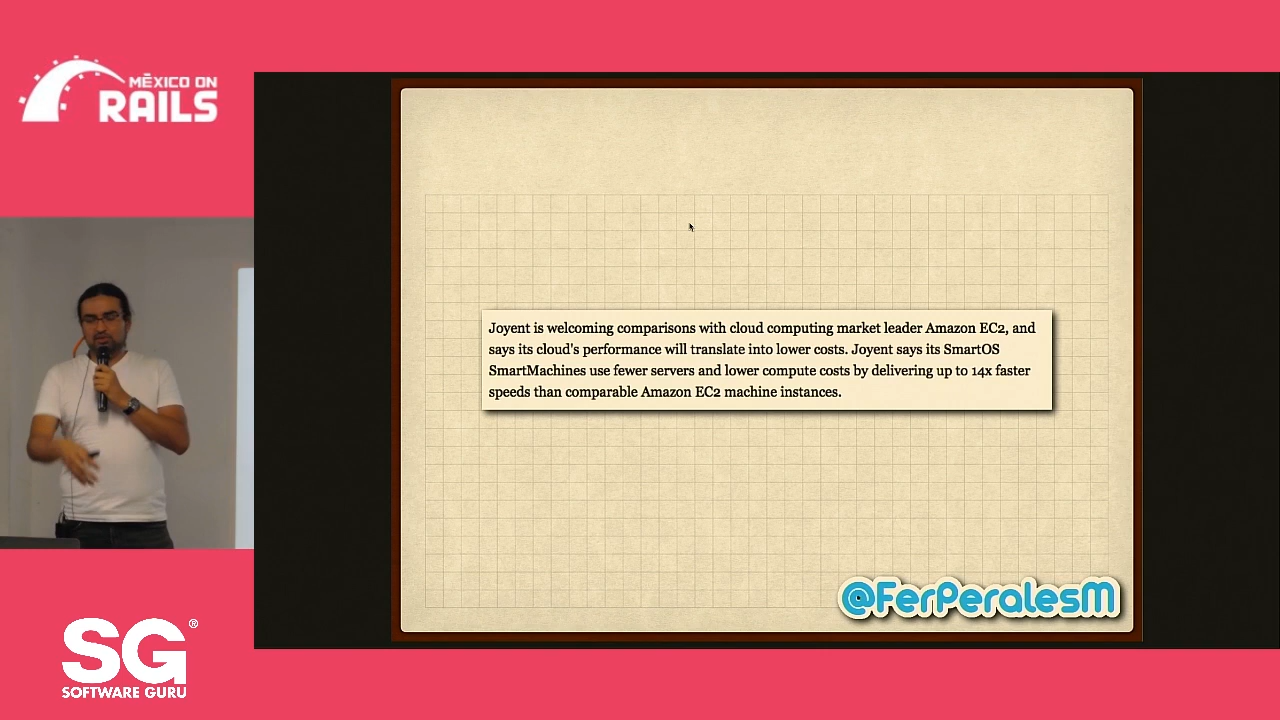 MÉXICO ON
RAILS
Joyent is welcoming comparisons with cloud computing market leader Amazon EC2, and
says its cloud's performance will translate into lower costs. Joyent says its SmartOS
SmartMachines use fewer servers and lower compute costs by delivering up to 14x faster
speeds than comparable Amazon EC2 machine instances.
@FerPeralesM
SG®
SOFTWARE GURU